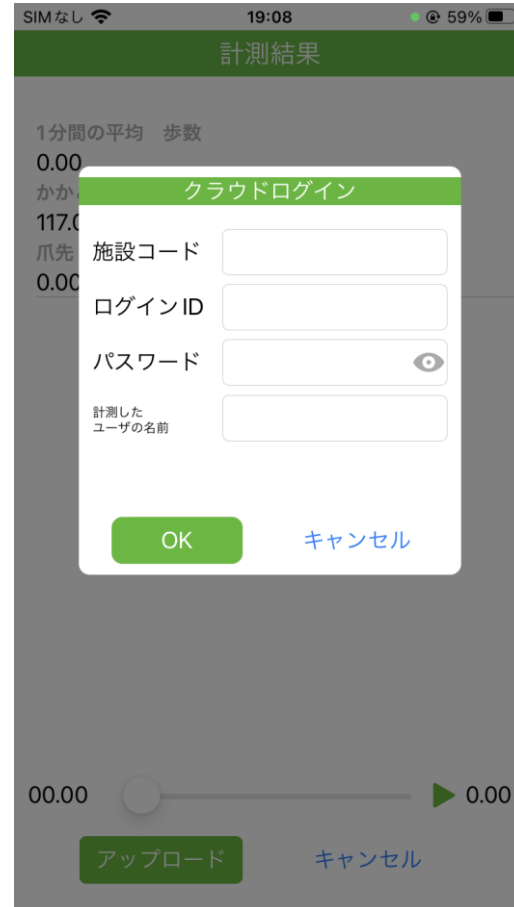 SIMなし 19:08 59%
計測結果
1分間の平均 歩数
0.00
クラウドログイン
施設コード
爪先
0.00
ログインID
パスワード
計測した
ユーザの名前
OK キャンセル
00.00 0.00
アップロード キャンセル